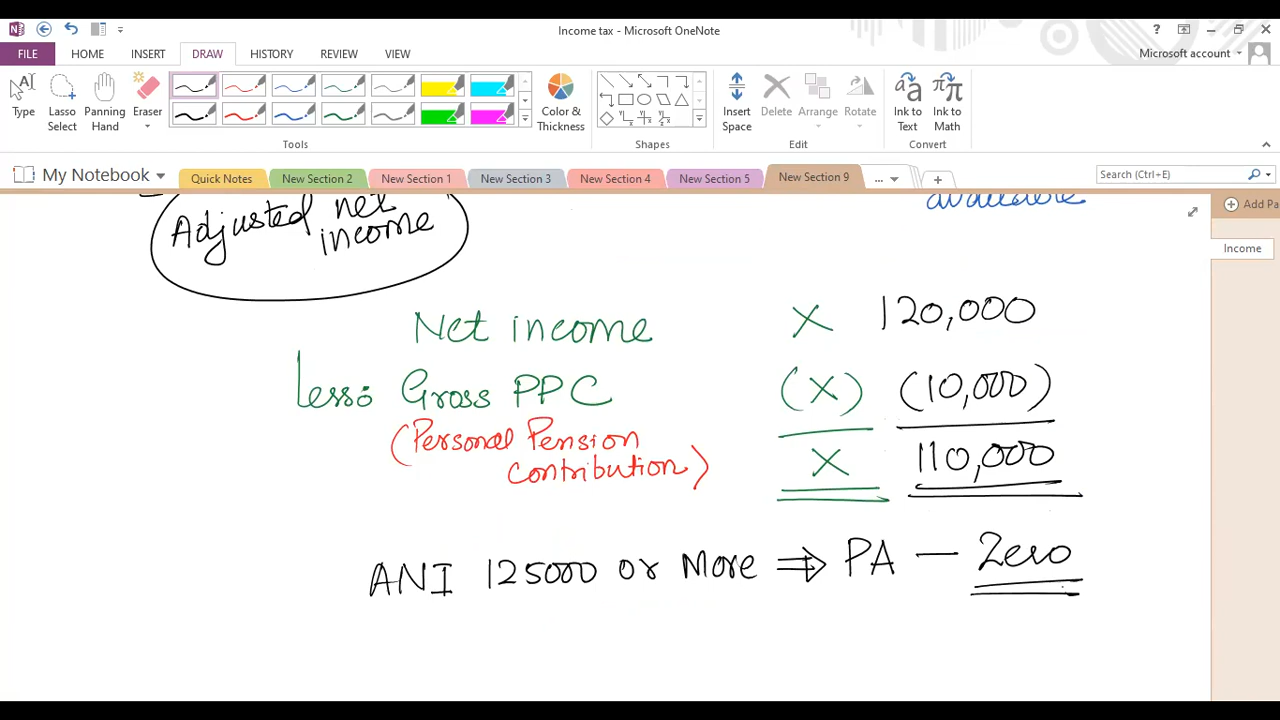 Income tax - Microsoft OneNote
FILE HOME INSERT DRAW HISTORY REVIEW VIEW
Microsoft account
Type
Lasso Select
Panning Hand
Eraser
Color & Thickness
Insert Space
Delete
Arrange
Rotate
Ink to Text
Ink to Math
Tools
Shapes
Edit
Convert
My Notebook Quick Notes New Section 2 New Section 1 New Section 3 New Section 4 New Section 5 New Section 9 ... Search (Ctrl+E)
Add Pa
Income
available
Adjusted net
income
Net income X 120,000
less: Gross PPC (X) (10,000)
(Personal Pension
contribution)
X 110,000
ANI 125000 or More ⇒ PA — Zero